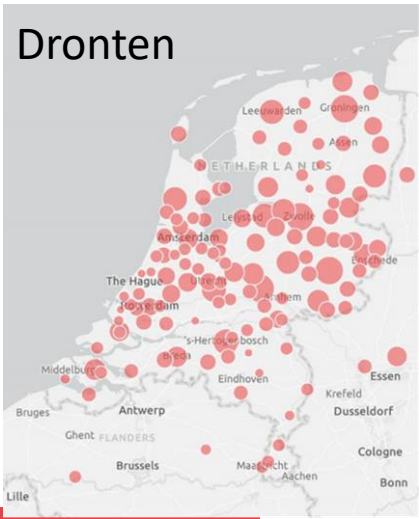 Dronten
Leeuwarden
Groningen
Assen
NETHERLANDS
Lelystad
Zwolle
Amsterdam
Enschede
The Hague
Utrecht
Arnhem
Rotterdam
's-Hertogenbosch
Breda
Middelburg
Eindhoven
Essen
Krefeld
Bruges
Antwerp
Dusseldorf
Ghent
FLANDERS
Brussels
Maastricht
Cologne
Aachen
Bonn
Lille